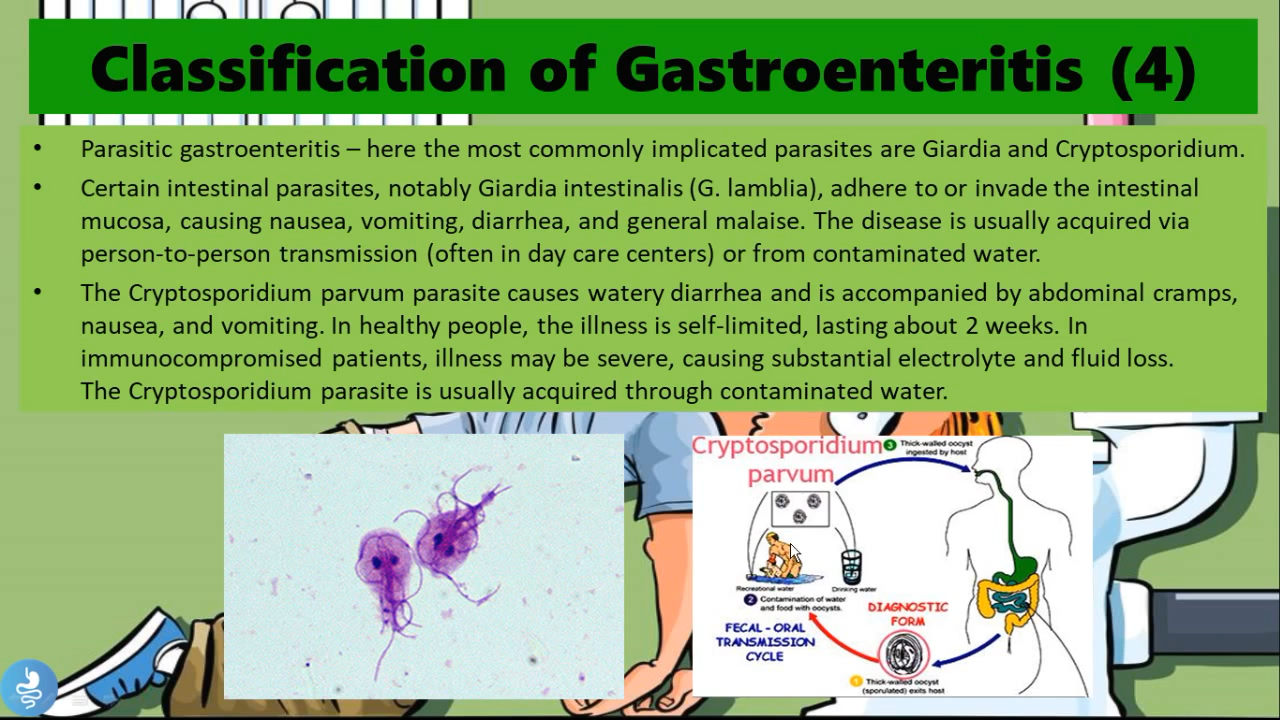 Classification of Gastroenteritis (4)
• Parasitic gastroenteritis – here the most commonly implicated parasites are Giardia and Cryptosporidium.
• Certain intestinal parasites, notably Giardia intestinalis (G. lamblia), adhere to or invade the intestinal
mucosa, causing nausea, vomiting, diarrhea, and general malaise. The disease is usually acquired via
person-to-person transmission (often in day care centers) or from contaminated water.
• The Cryptosporidium parvum parasite causes watery diarrhea and is accompanied by abdominal cramps,
nausea, and vomiting. In healthy people, the illness is self-limited, lasting about 2 weeks. In
immunocompromised patients, illness may be severe, causing substantial electrolyte and fluid loss.
The Cryptosporidium parasite is usually acquired through contaminated water.
Cryptosporidium
parvum
3 Thick-walled oocyst
ingested by host
Recreational water
Drinking water
2 Contamination of water
and food with oocysts.
DIAGNOSTIC
FORM
FECAL - ORAL
TRANSMISSION
CYCLE
1 Thick-walled oocyst
(sporulated) exits host